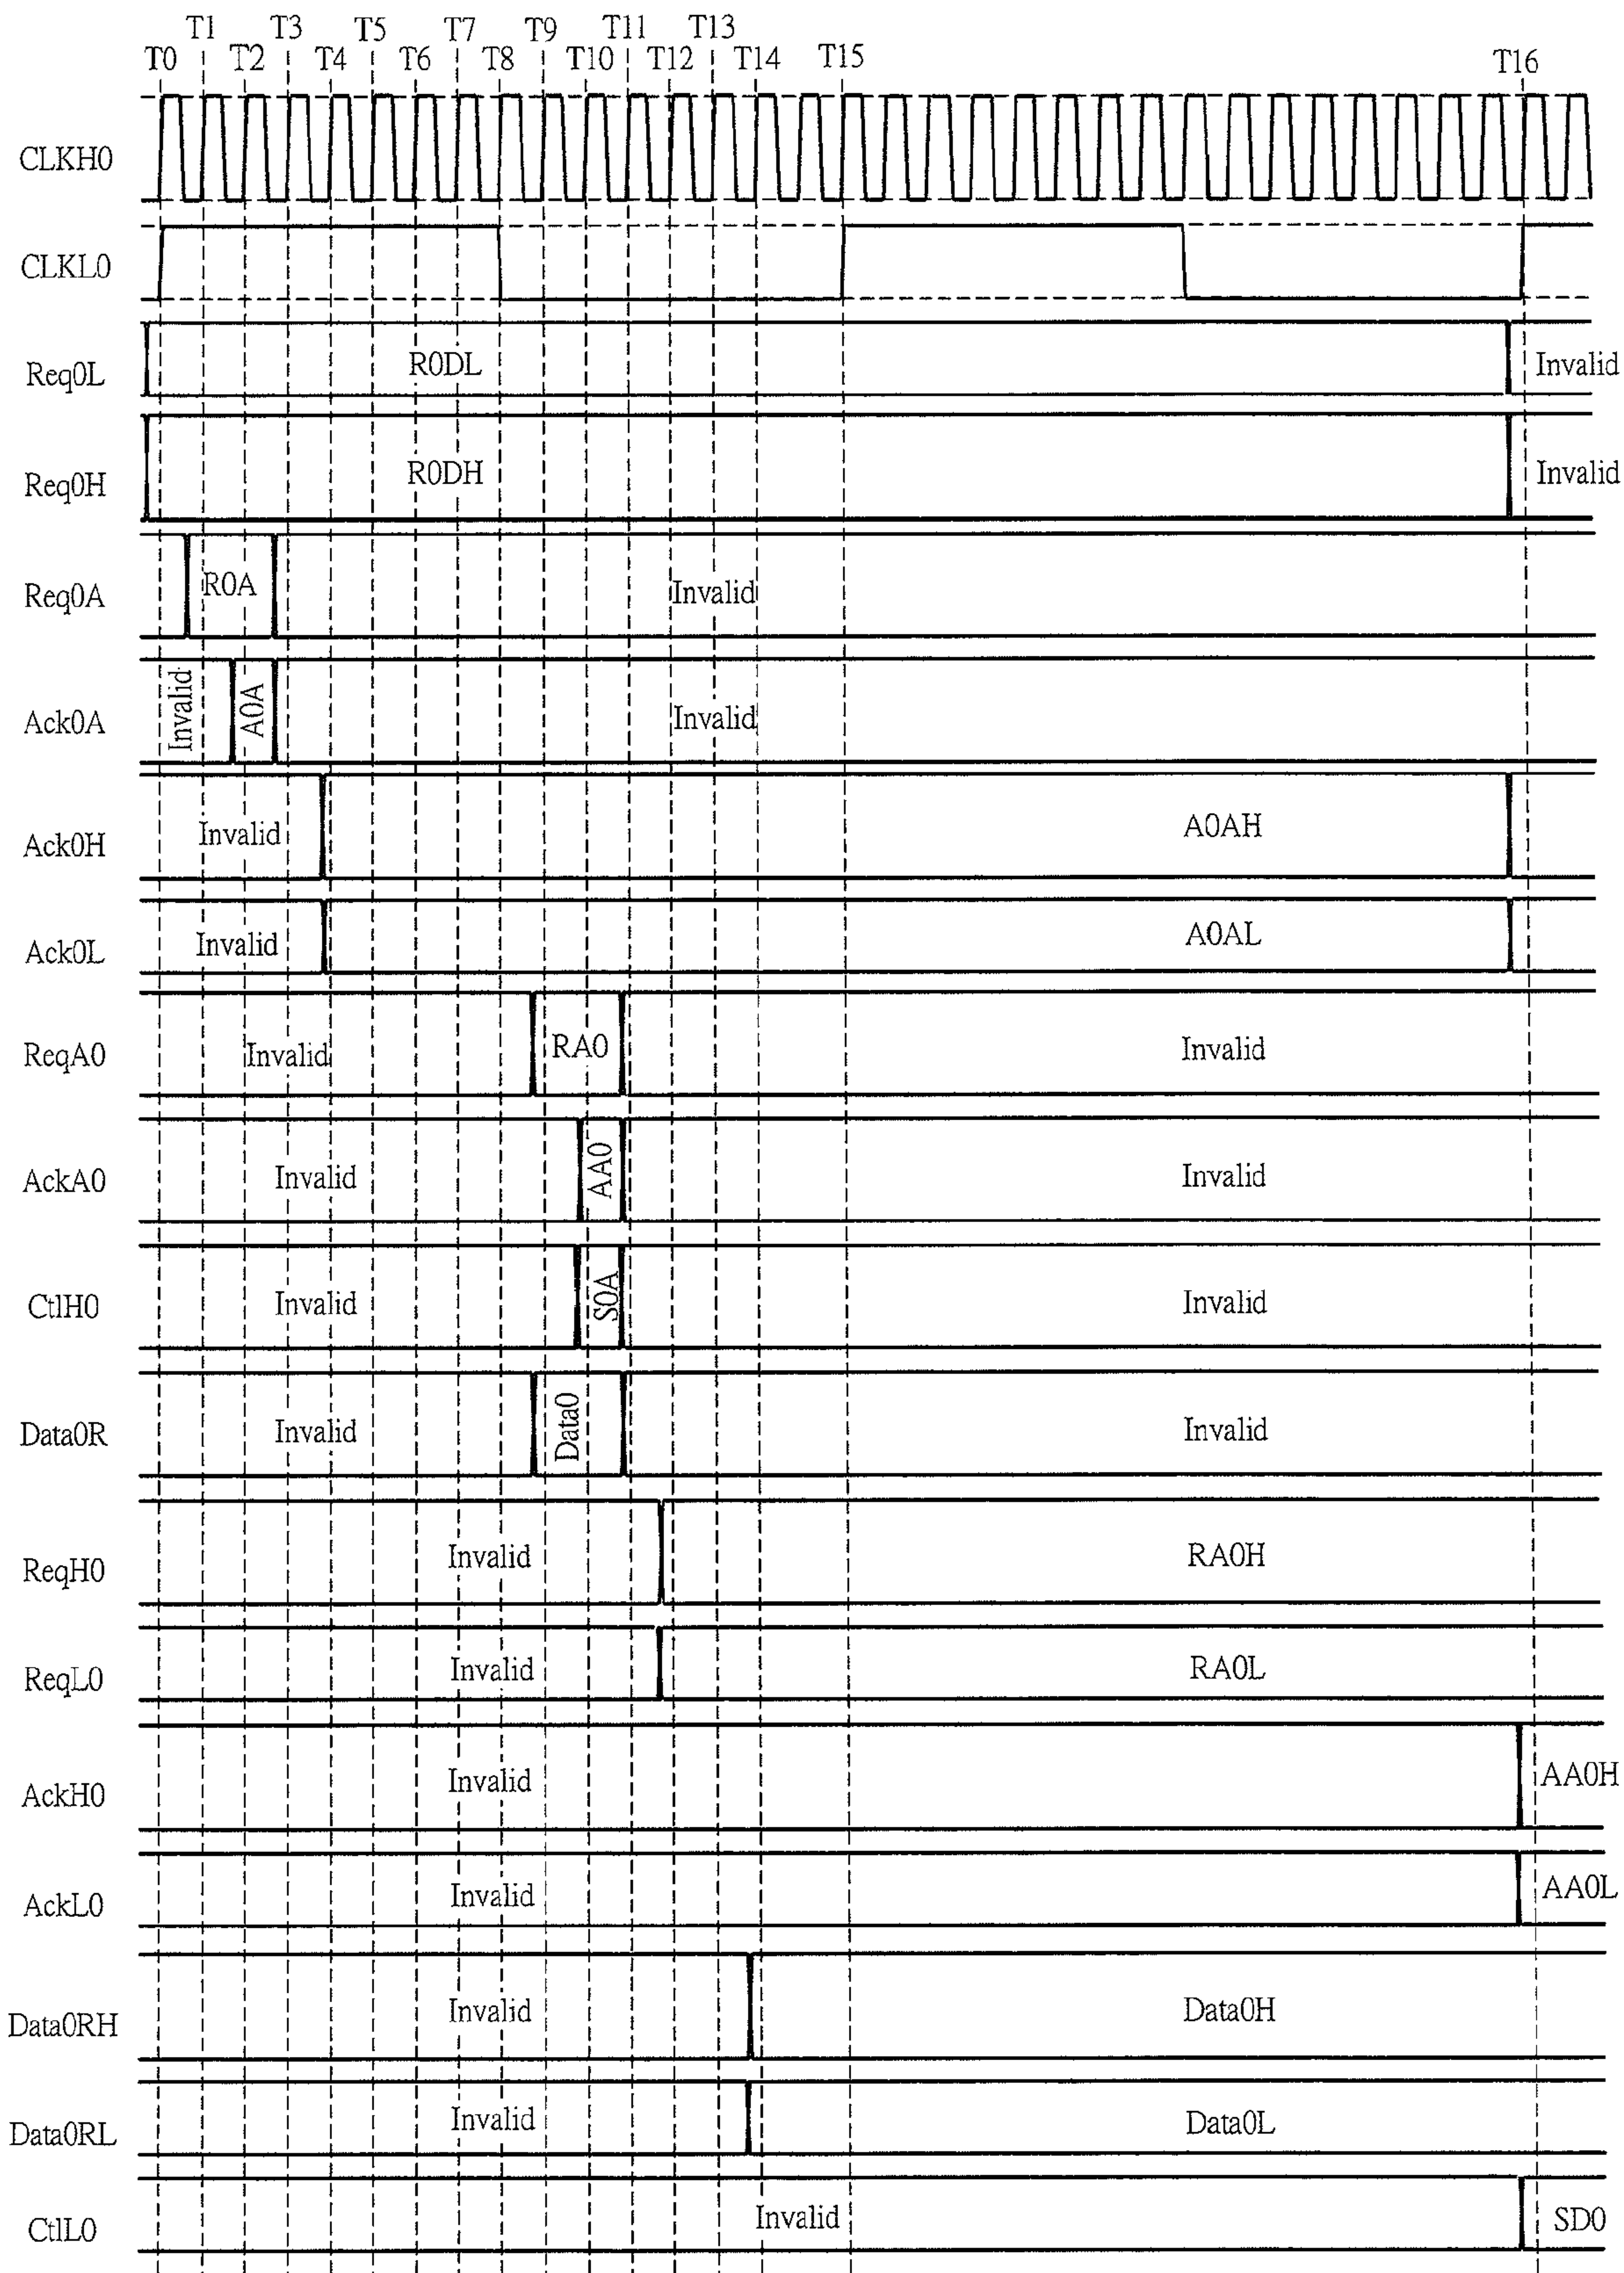 T1 T3 T5 T7 T9 T11 T13
T0 T2 T4 T6 T8 T10 T12 T14 T15 T16
CLKH0
CLKL0
Req0L R0DL Invalid
Req0H R0DH Invalid
Req0A R0A Invalid
Ack0A Invalid A0A Invalid
Ack0H Invalid A0AH
Ack0L Invalid A0AL
ReqA0 Invalid RA0 Invalid
AckA0 Invalid AA0 Invalid
CtlH0 Invalid S0A Invalid
Data0R Invalid Data0 Invalid
ReqH0 Invalid RA0H
ReqL0 Invalid RA0L
AckH0 Invalid AA0H
AckL0 Invalid AA0L
Data0RH Invalid Data0H
Data0RL Invalid Data0L
CtlL0 Invalid SD0